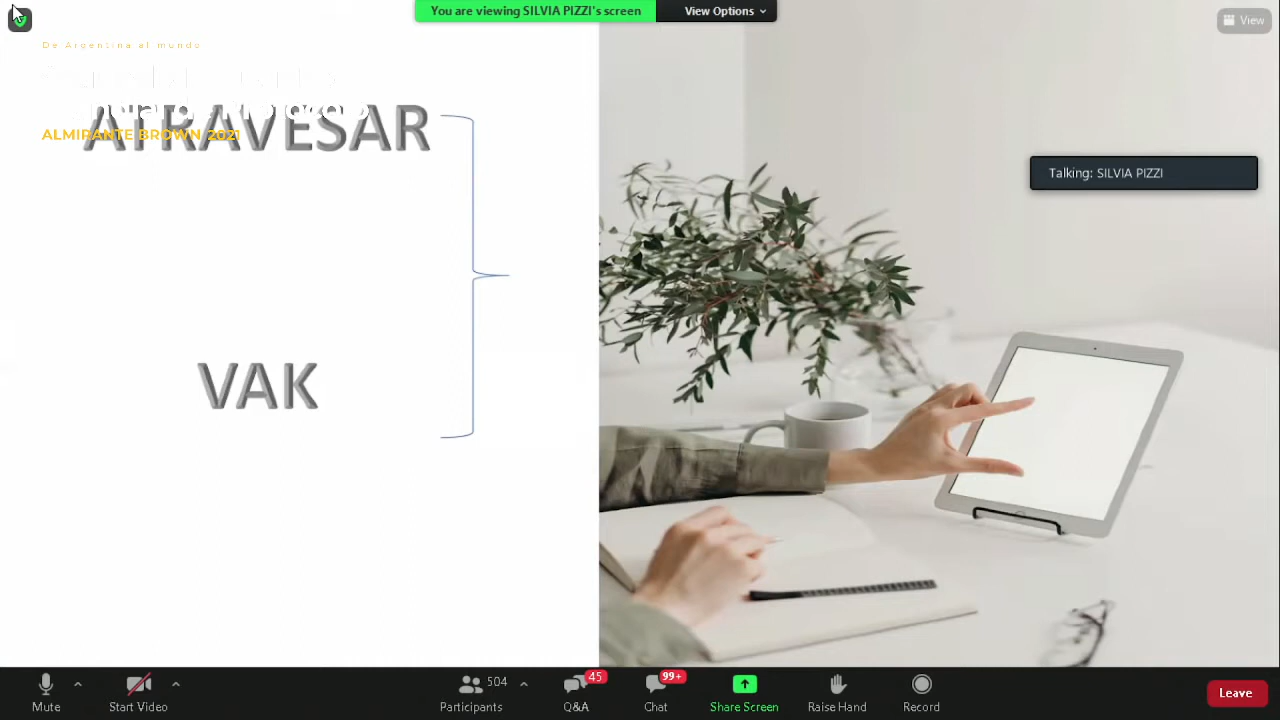 You are viewing SILVIA PIZZI's screen
View Options
View
De Argentina al mundo
ALMIRANTE BROWN 2021
ATRAVESAR
Talking: SILVIA PIZZI
VAK
504
45
99+
Mute
Start Video
Participants
Q&A
Chat
Share Screen
Raise Hand
Record
Leave